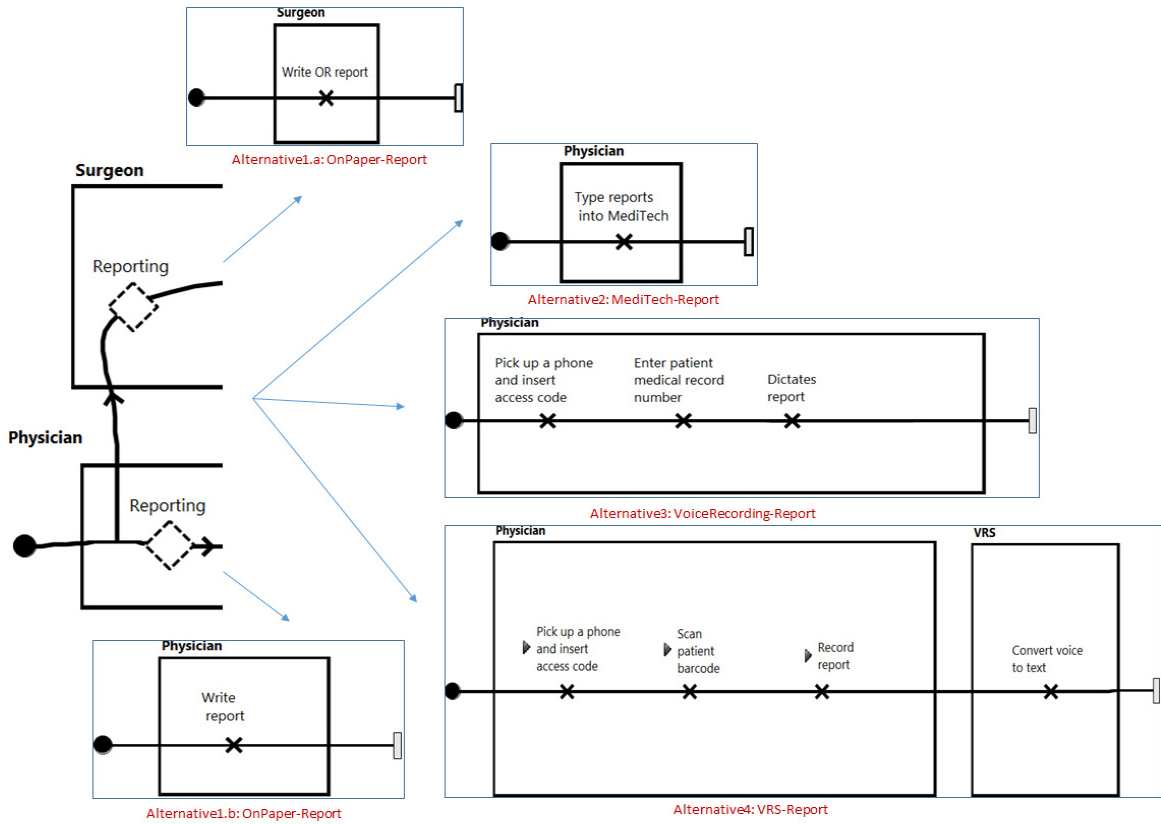 Surgeon
Write OR report
Alternative1.a: OnPaper-Report
Physician
Type reports
into MediTech
Alternative2: MediTech-Report
Surgeon
Reporting
Physician
Reporting
Physician
Pick up a phone
and insert
access code
Enter patient
medical record
number
Dictates
report
Alternative3: VoiceRecording-Report
Physician
Pick up a phone
and insert
access code
Scan
patient
barcode
Record
report
VRS
Convert voice
to text
Alternative4: VRS-Report
Physician
Write
report
Alternative1.b: OnPaper-Report